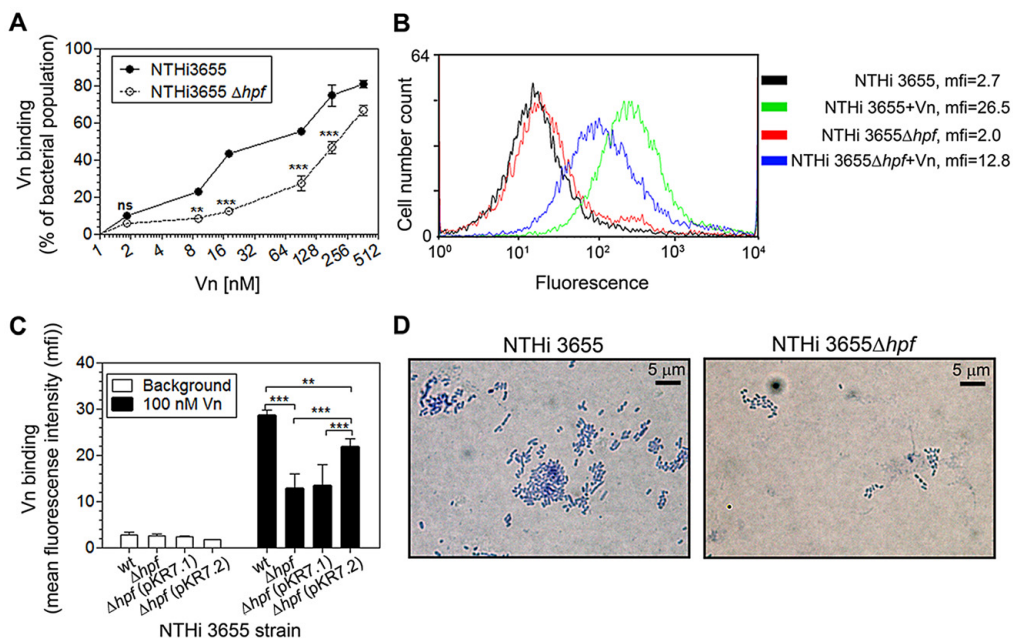 A
Vn binding
(% of bacterial population)
100
80
60
40
20
0
NTHi3655
NTHi3655 Δhpf
ns
**
***
***
***
1 2 4 8 16 32 64 128 256 512
Vn [nM]
B
Cell number count
64
0
10⁰ 10¹ 10² 10³ 10⁴
Fluorescence
NTHi 3655, mfi=2.7
NTHi 3655+Vn, mfi=26.5
NTHi 3655Δhpf, mfi=2.0
NTHi 3655Δhpf+Vn, mfi=12.8
C
Vn binding
(mean fluorescense intensity (mfi))
40
30
20
10
0
Background
100 nM Vn
**
***
***
***
wt
Δhpf
Δhpf (pKR7.1)
Δhpf (pKR7.2)
wt
Δhpf
Δhpf (pKR7.1)
Δhpf (pKR7.2)
NTHi 3655 strain
D
NTHi 3655
5 μm
NTHi 3655Δhpf
5 μm